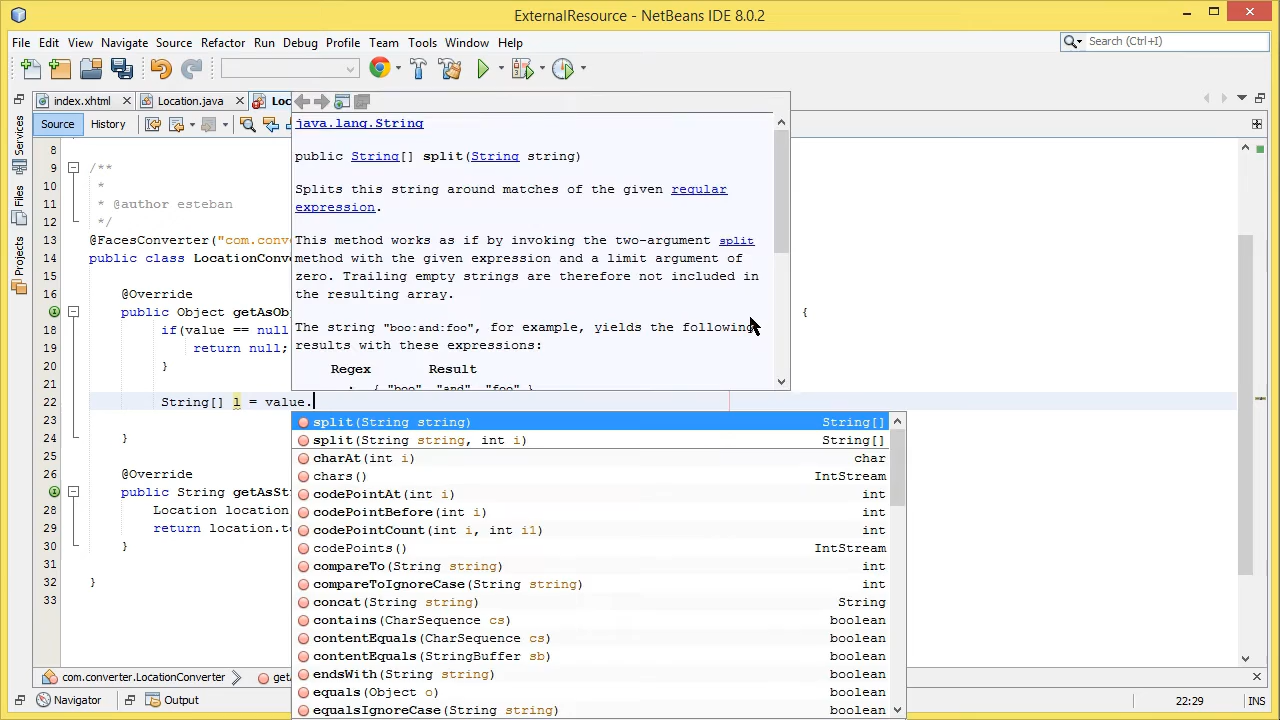 ExternalResource - NetBeans IDE 8.0.2
File Edit View Navigate Source Refactor Run Debug Profile Team Tools Window Help
Search (Ctrl+I)
index.xhtml
Location.java
Loc
Source
History
Services
Files
Projects
java.lang.String
public String[] split(String string)
Splits this string around matches of the given regular
expression.
This method works as if by invoking the two-argument split
method with the given expression and a limit argument of
zero. Trailing empty strings are therefore not included in
the resulting array.
The string "boo:and:foo", for example, yields the following
results with these expressions:
Regex Result
: { "boo", "and", "foo" }
8
9 /**
10 *
11 * @author esteban
12 */
13 @FacesConverter("com.conv
14 public class LocationConv
15
16 @Override
public Object getAsObj {
18 if(value == null
19 return null;
20 }
21
22 String[] l = value.
23
24 }
25
26 @Override
public String getAsSt
28 Location location
29 return location.to
30 }
31
32 }
33
split(String string) String[]
split(String string, int i) String[]
charAt(int i) char
chars() IntStream
codePointAt(int i) int
codePointBefore(int i) int
codePointCount(int i, int i1) int
codePoints() IntStream
compareTo(String string) int
compareToIgnoreCase(String string) int
concat(String string) String
contains(CharSequence cs) boolean
contentEquals(CharSequence cs) boolean
contentEquals(StringBuffer sb) boolean
endsWith(String string) boolean
equals(Object o) boolean
equalsIgnoreCase(String string) boolean
com.converter.LocationConverter
get
Navigator
Output
22:29
INS